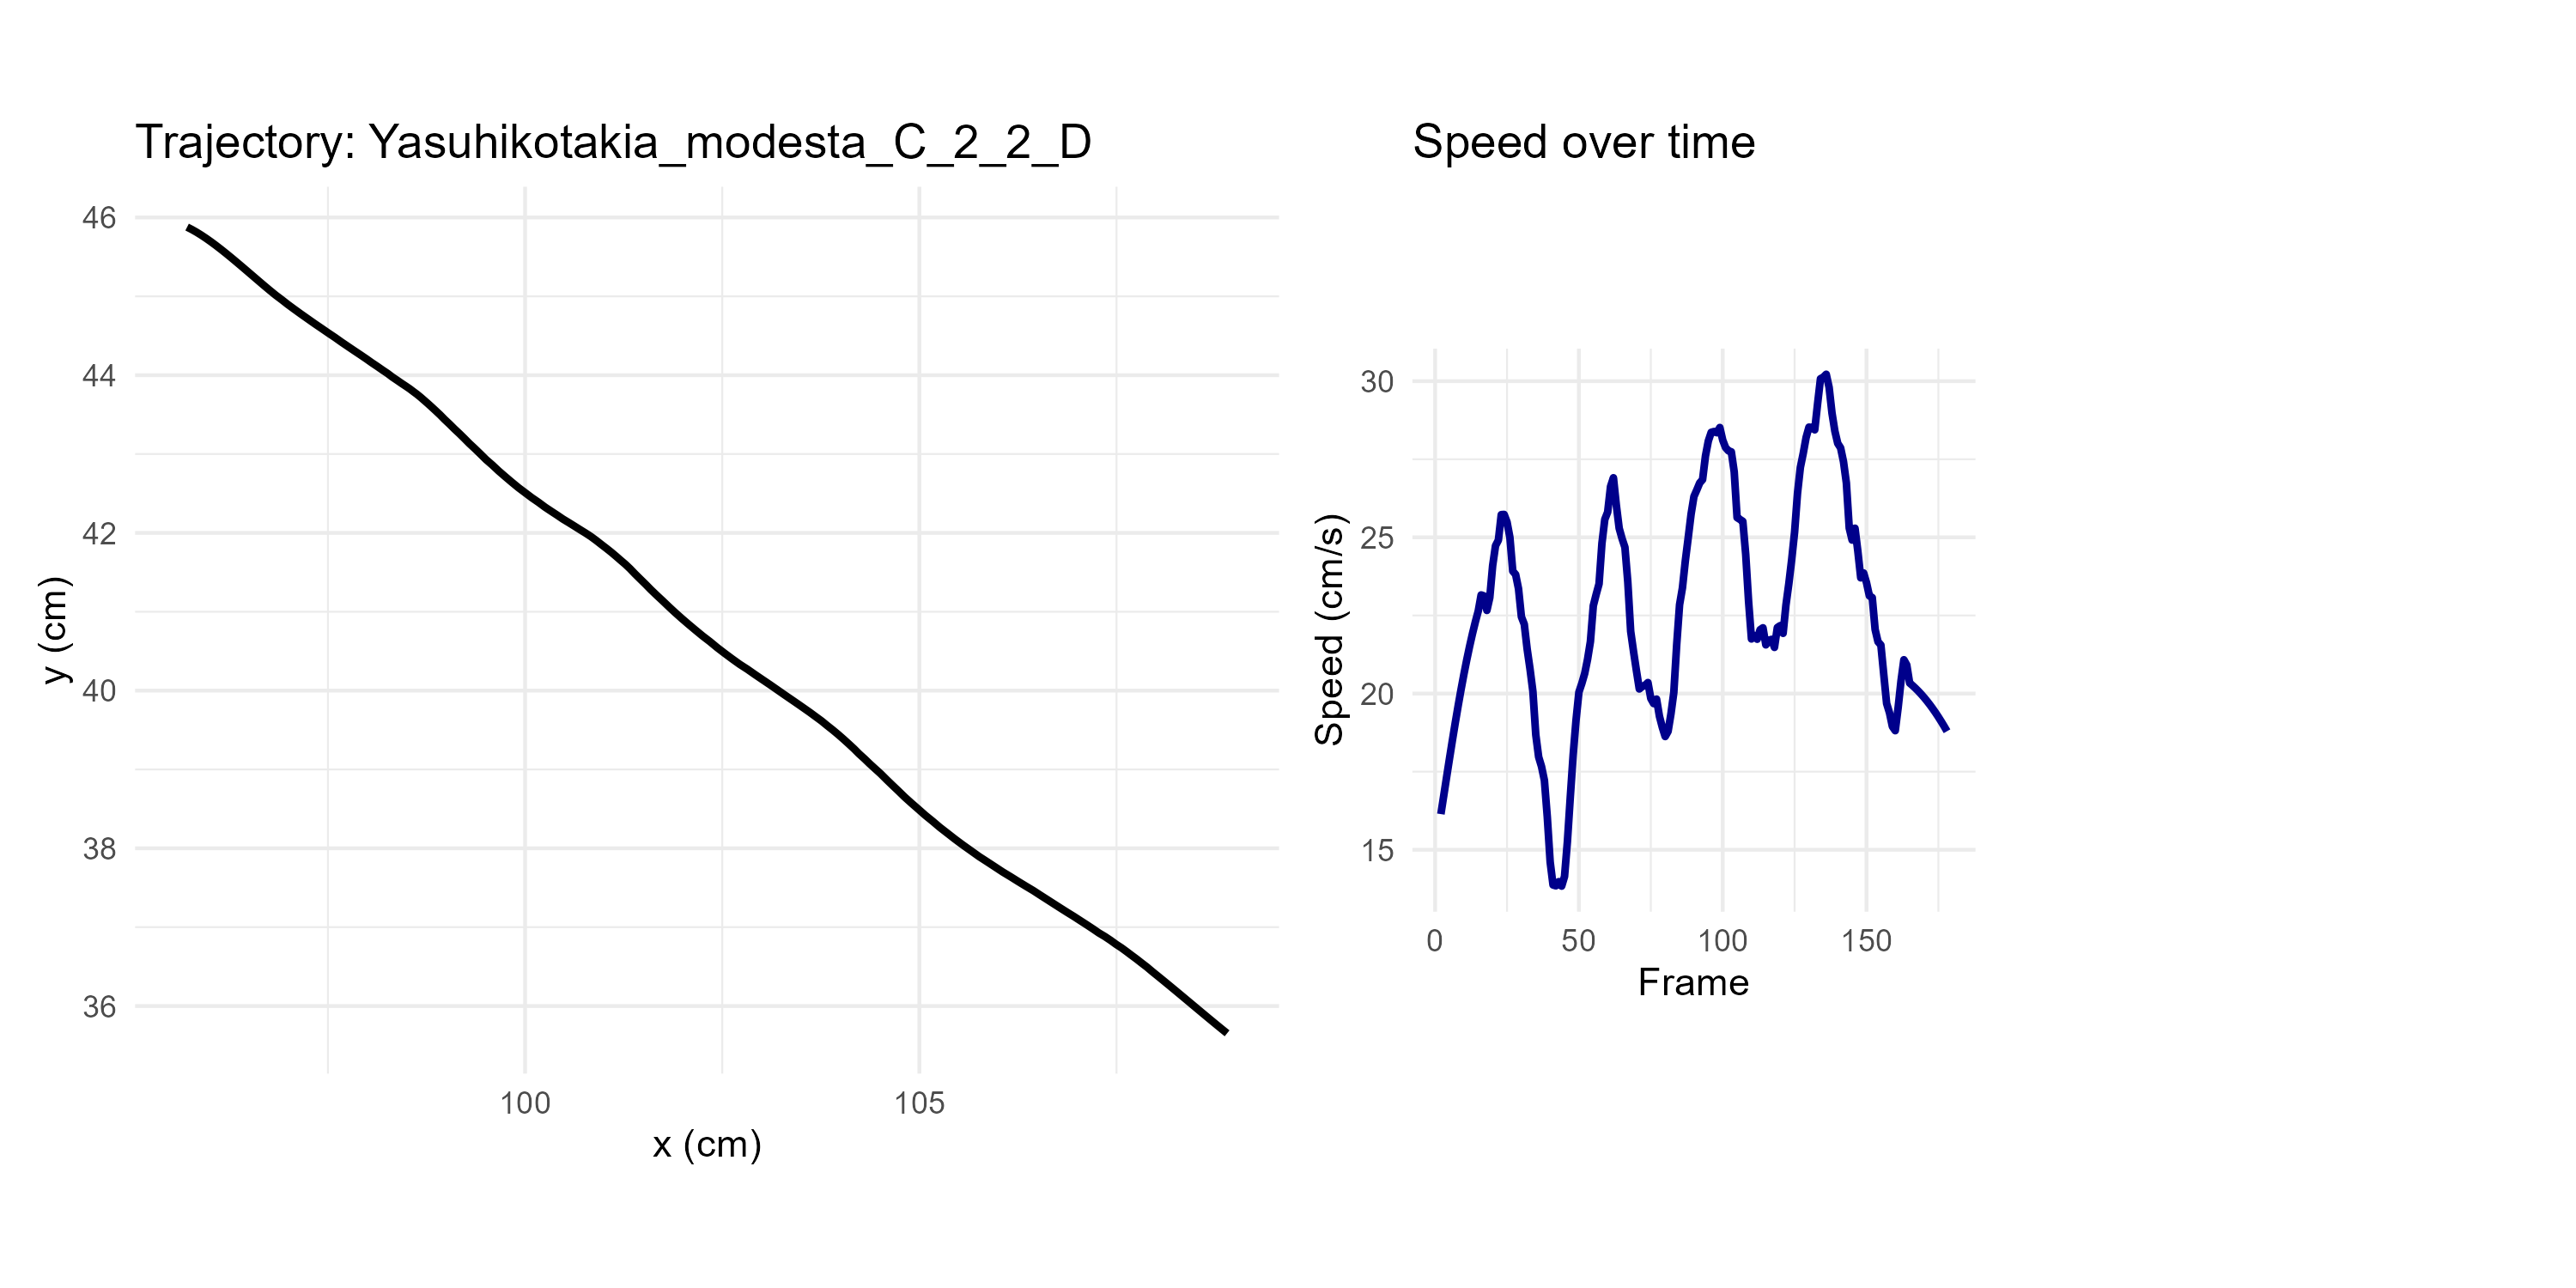 Trajectory: Yasuhikotakia_modesta_C_2_2_D
46
44
42
40
38
36
y (cm)
100 105
x (cm)
Speed over time
30
25
20
15
Speed (cm/s)
0 50 100 150
Frame